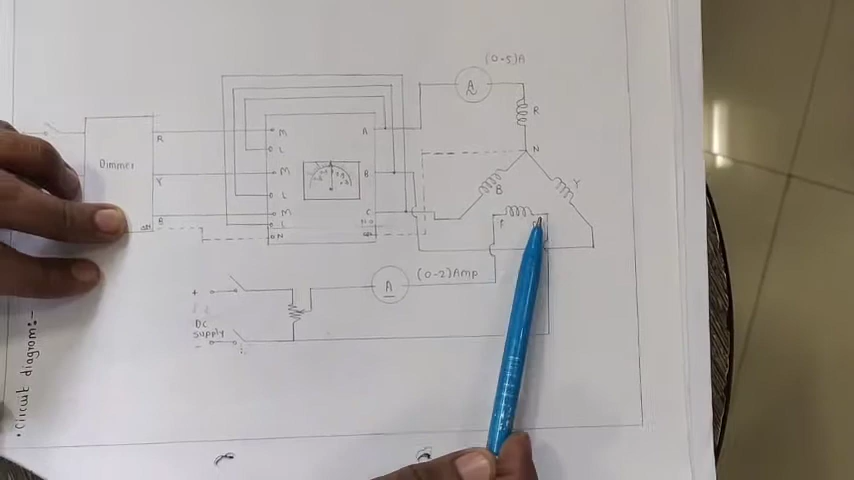 Circuit diagram:-
(0-5)A
A
Dimmer
R
Y
B
M
L
M
L
M
L
N
A
B
C
R
N
B
Y
F
A
(0-2)Amp
+
DC
supply
-